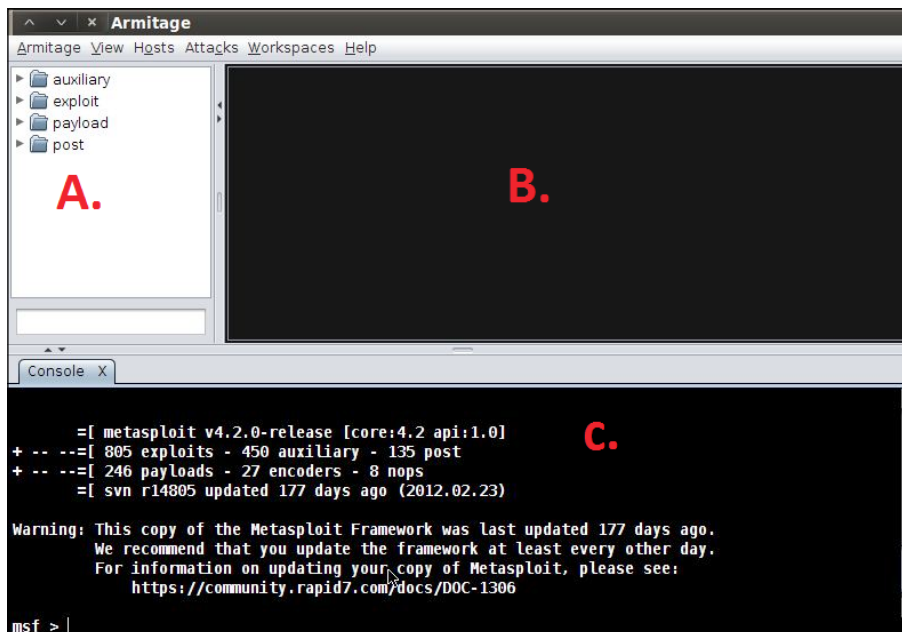 Armitage
Armitage View Hosts Attacks Workspaces Help
auxiliary
exploit
payload
post
A.
B.
Console X
=[ metasploit v4.2.0-release [core:4.2 api:1.0]
+ -- --=[ 805 exploits - 450 auxiliary - 135 post
+ -- --=[ 246 payloads - 27 encoders - 8 nops
=[ svn r14805 updated 177 days ago (2012.02.23)
C.
Warning: This copy of the Metasploit Framework was last updated 177 days ago.
We recommend that you update the framework at least every other day.
For information on updating your copy of Metasploit, please see:
https://community.rapid7.com/docs/DOC-1306
msf >